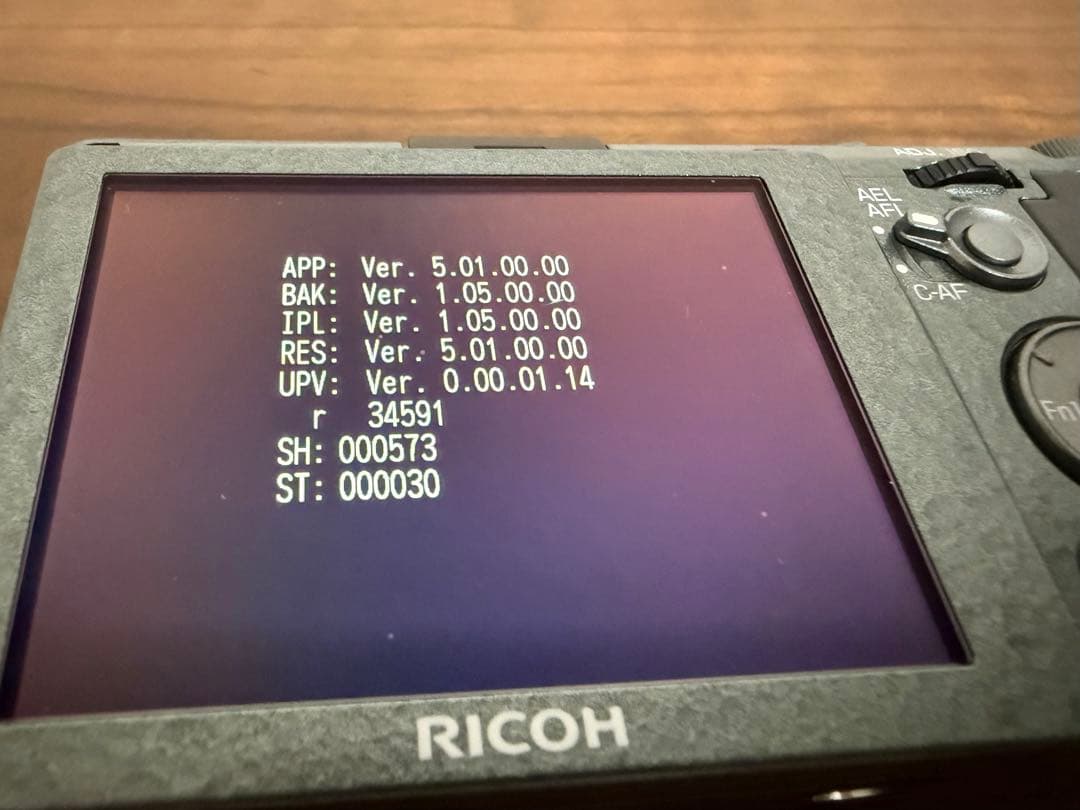 APP: Ver. 5.01.00.00
BAK: Ver. 1.05.00.00
IPL: Ver. 1.05.00.00
RES: Ver. 5.01.00.00
UPV: Ver. 0.00.01.14
r 34591
SH: 000573
ST: 000030
AEL
AFL
C-AF
Fn1
RICOH